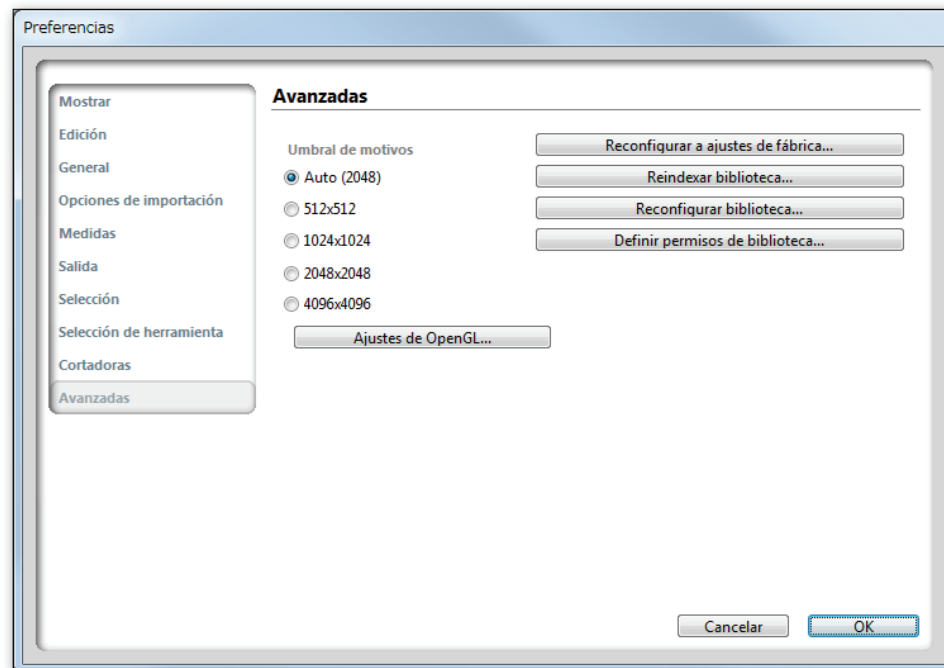 Preferencias
Mostrar
Edición
General
Opciones de importación
Medidas
Salida
Selección
Selección de herramienta
Cortadoras
Avanzadas
Avanzadas
Umbral de motivos
Auto (2048)
512x512
1024x1024
2048x2048
4096x4096
Ajustes de OpenGL...
Reconfigurar a ajustes de fábrica...
Reindexar biblioteca...
Reconfigurar biblioteca...
Definir permisos de biblioteca...
Cancelar
OK